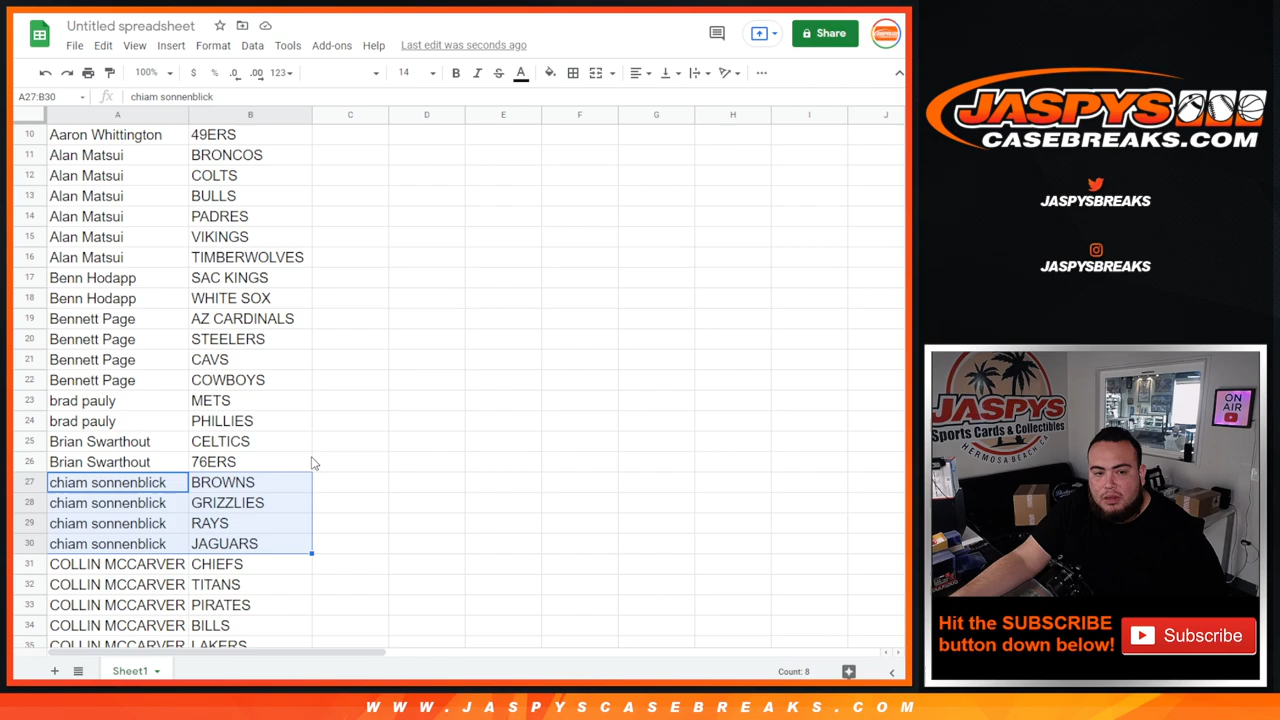 Untitled spreadsheet
File Edit View Insert Format Data Tools Add-ons Help Last edit was seconds ago
Share
100% $ % .0 .00 123 14 B I S A
A27:B30 fx chiam sonnenblick
A B C D E F G H I J
10 Aaron Whittington 49ERS
11 Alan Matsui BRONCOS
12 Alan Matsui COLTS
13 Alan Matsui BULLS
14 Alan Matsui PADRES
15 Alan Matsui VIKINGS
16 Alan Matsui TIMBERWOLVES
17 Benn Hodapp SAC KINGS
18 Benn Hodapp WHITE SOX
19 Bennett Page AZ CARDINALS
20 Bennett Page STEELERS
21 Bennett Page CAVS
22 Bennett Page COWBOYS
23 brad pauly METS
24 brad pauly PHILLIES
25 Brian Swarthout CELTICS
26 Brian Swarthout 76ERS
27 chiam sonnenblick BROWNS
28 chiam sonnenblick GRIZZLIES
29 chiam sonnenblick RAYS
30 chiam sonnenblick JAGUARS
31 COLLIN MCCARVER CHIEFS
32 COLLIN MCCARVER TITANS
33 COLLIN MCCARVER PIRATES
34 COLLIN MCCARVER BILLS
35 COLLIN MCCARVER LAKERS
Sheet1
Count: 8
JASPYS
CASEBREAKS.COM
JASPYSBREAKS
JASPYSBREAKS
JASPYS
Sports Cards & Collectibles
HERMOSA BEACH CA
ON
AIR
Hit the SUBSCRIBE
button down below!
Subscribe
WWW.JASPYSCASEBREAKS.COM